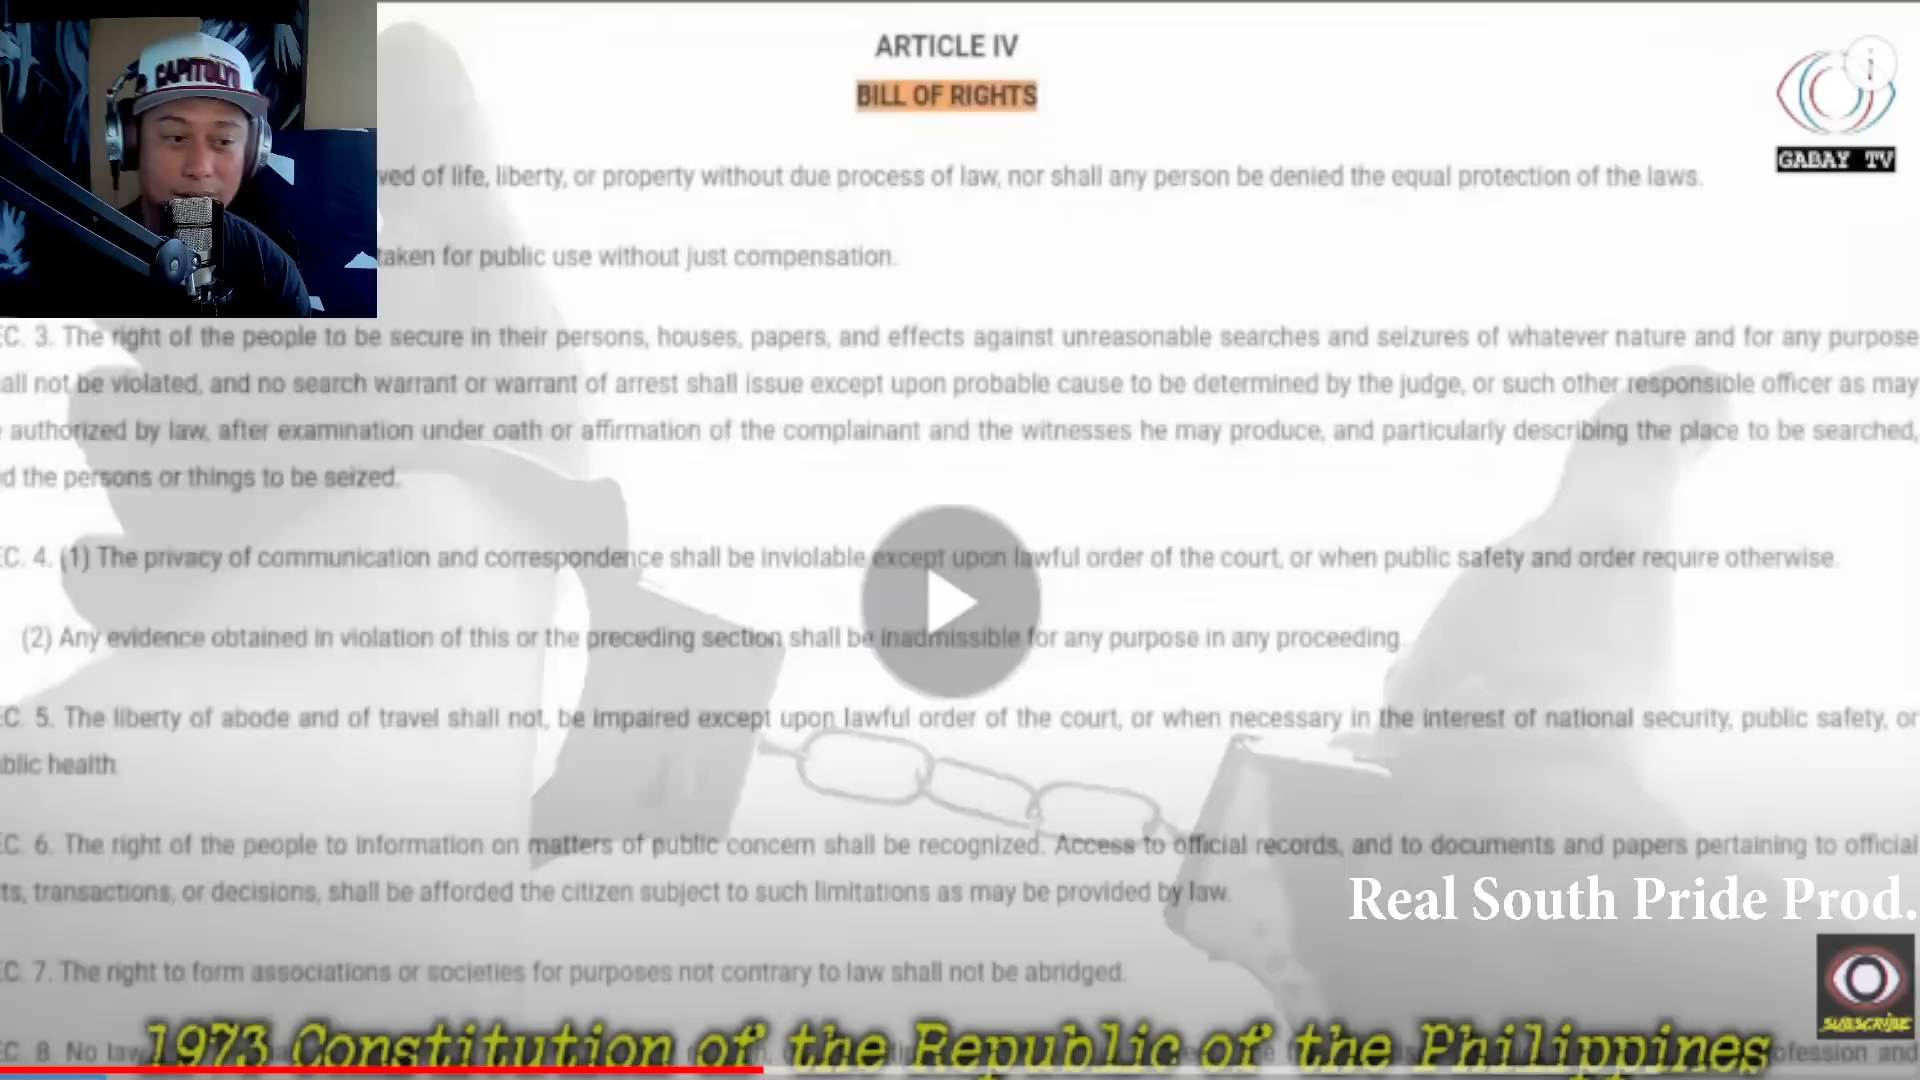 CAPITOLYO
ARTICLE IV
BILL OF RIGHTS
i
GABAY TV
ved of life, liberty, or property without due process of law, nor shall any person be denied the equal protection of the laws.
taken for public use without just compensation.
EC. 3. The right of the people to be secure in their persons, houses, papers, and effects against unreasonable searches and seizures of whatever nature and for any purpose
all not be violated, and no search warrant or warrant of arrest shall issue except upon probable cause to be determined by the judge, or such other responsible officer as may
authorized by law, after examination under oath or affirmation of the complainant and the witnesses he may produce, and particularly describing the place to be searched,
d the persons or things to be seized.
EC. 4. (1) The privacy of communication and correspondence shall be inviolable except upon lawful order of the court, or when public safety and order require otherwise.
(2) Any evidence obtained in violation of this or the preceding section shall be inadmissible for any purpose in any proceeding.
EC. 5. The liberty of abode and of travel shall not, be impaired except upon lawful order of the court, or when necessary in the interest of national security, public safety, or
blic health.
EC. 6. The right of the people to information on matters of public concern shall be recognized. Access to official records, and to documents and papers pertaining to official
ts, transactions, or decisions, shall be afforded the citizen subject to such limitations as may be provided by law.
Real South Pride Prod.
EC. 7. The right to form associations or societies for purposes not contrary to law shall not be abridged.
SUBSCRIBE
EC 8. No law
ofession and
1973 Constitution of the Republic of the Philippines